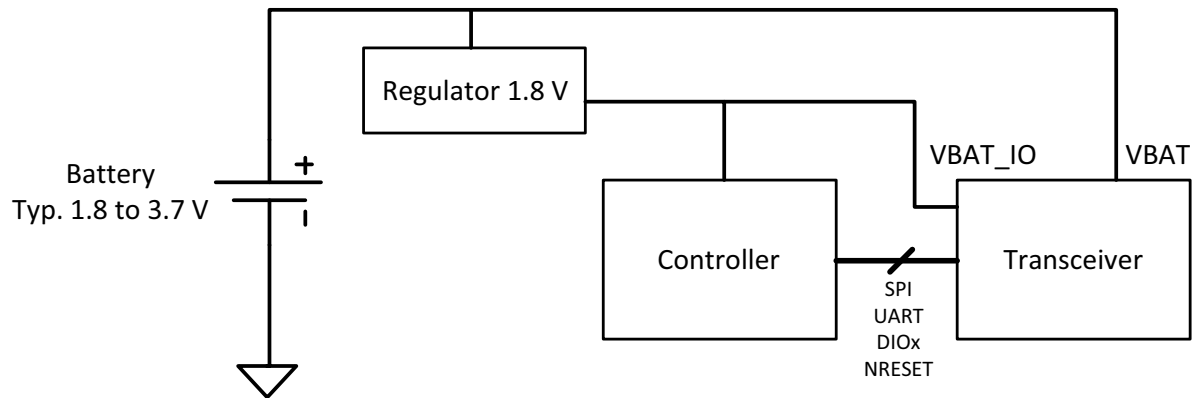 Regulator 1.8 V
Battery
Typ. 1.8 to 3.7 V
+
-
VBAT_IO
VBAT
Controller
Transceiver
SPI
UART
DIOx
NRESET